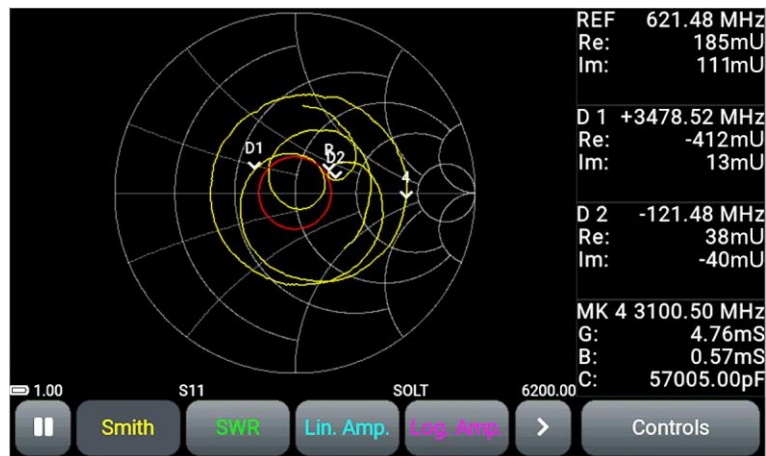 REF 621.48 MHz
Re: 185mU
Im: 111mU
D 1 +3478.52 MHz
Re: -412mU
Im: 13mU
D 2 -121.48 MHz
Re: 38mU
Im: -40mU
MK 4 3100.50 MHz
G: 4.76mS
B: 0.57mS
C: 57005.00pF
D1
R
D2
4
1.00 S11 SOLT 6200.00
Smith SWR Lin. Amp. Log. Amp. > Controls